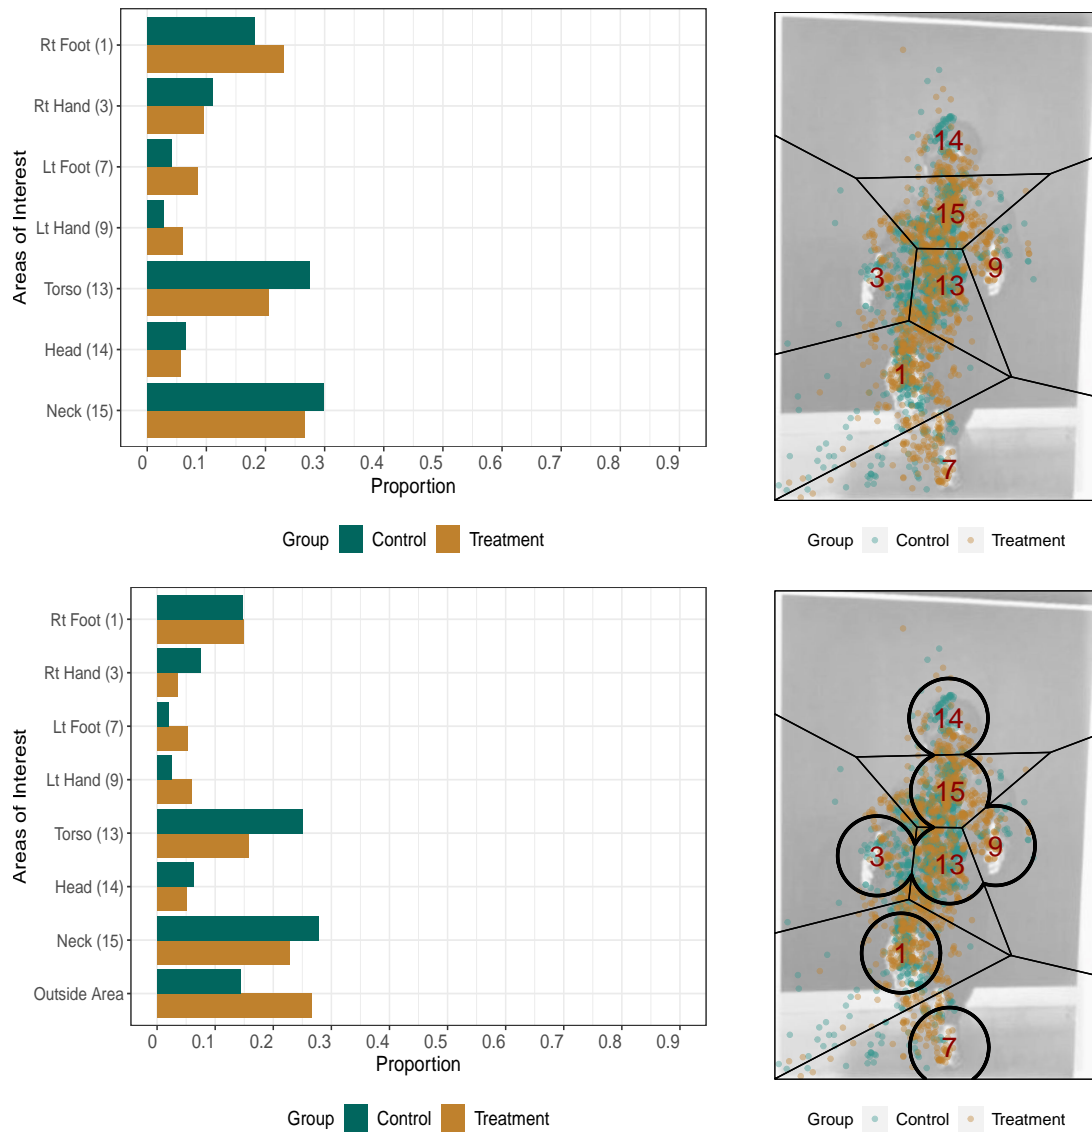 Areas of Interest
Rt Foot (1)
Rt Hand (3)
Lt Foot (7)
Lt Hand (9)
Torso (13)
Head (14)
Neck (15)
0 0.1 0.2 0.3 0.4 0.5 0.6 0.7 0.8 0.9
Proportion
Group Control Treatment
14
15
3
13
9
1
7
Group Control Treatment
Areas of Interest
Rt Foot (1)
Rt Hand (3)
Lt Foot (7)
Lt Hand (9)
Torso (13)
Head (14)
Neck (15)
Outside Area
0 0.1 0.2 0.3 0.4 0.5 0.6 0.7 0.8 0.9
Proportion
Group Control Treatment
14
15
3
13
9
1
7
Group Control Treatment